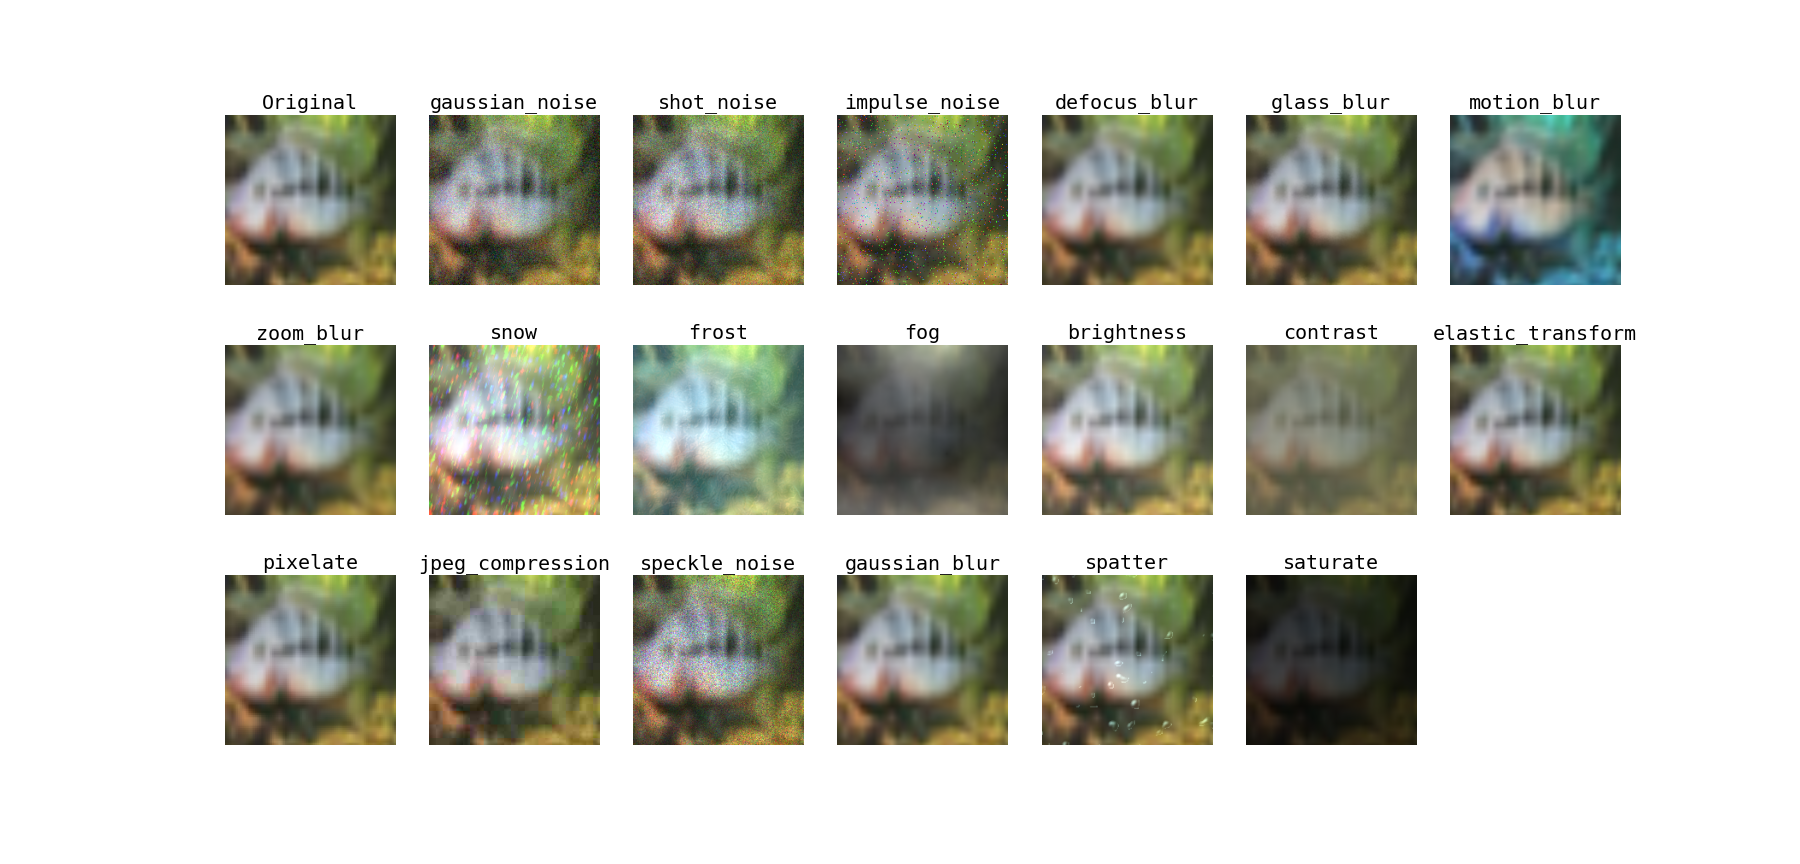 Original gaussian_noise shot_noise impulse_noise defocus_blur glass_blur motion_blur
zoom_blur snow frost fog brightness contrast elastic_transform
pixelate jpeg_compression speckle_noise gaussian_blur spatter saturate